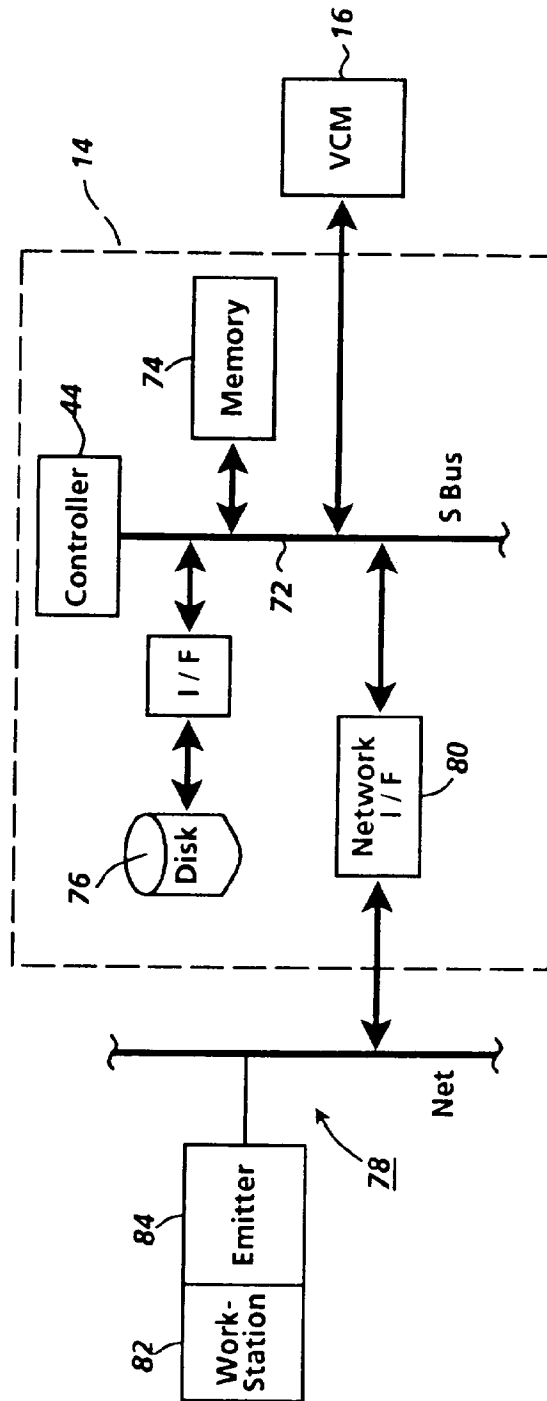 14
44
Controller
74
Memory
16
VCM
I / F
76
Disk
72
S Bus
Network
I / F
80
Net
78
82
84
Work-
Station
Emitter